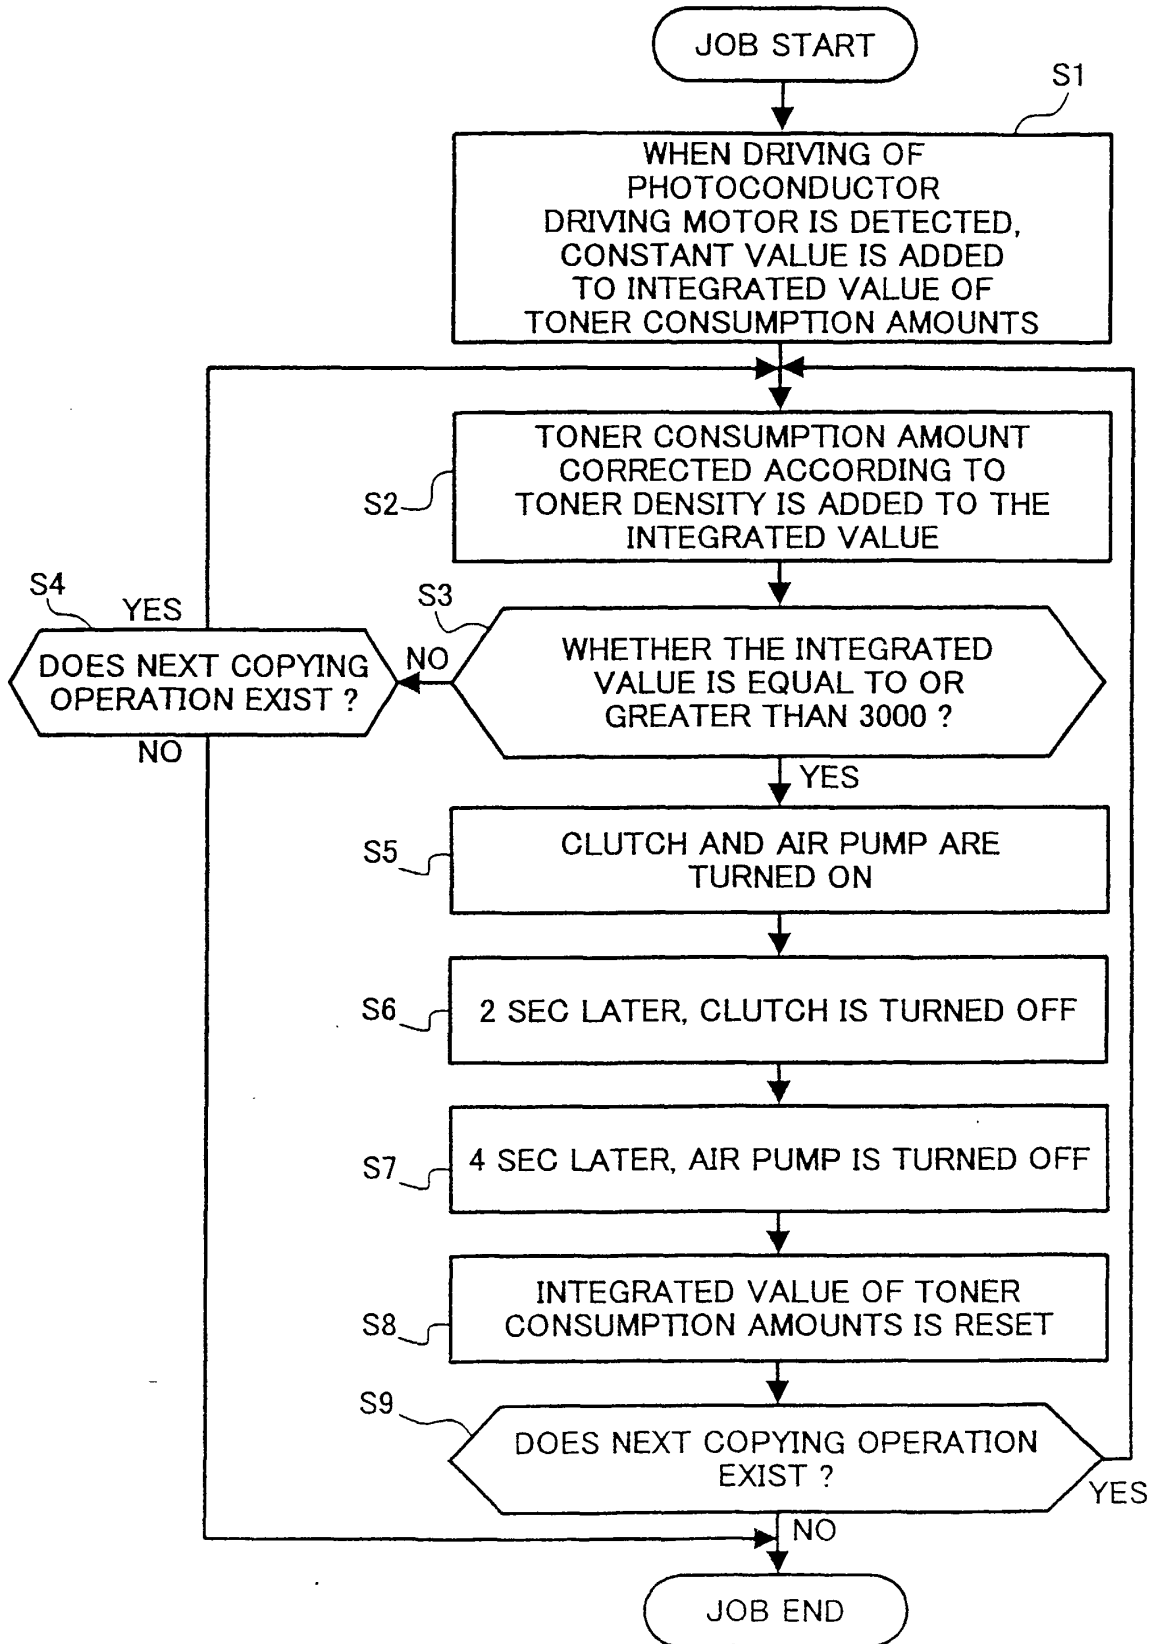 JOB START
S1
WHEN DRIVING OF
PHOTOCONDUCTOR
DRIVING MOTOR IS DETECTED,
CONSTANT VALUE IS ADDED
TO INTEGRATED VALUE OF
TONER CONSUMPTION AMOUNTS
S2
TONER CONSUMPTION AMOUNT
CORRECTED ACCORDING TO
TONER DENSITY IS ADDED TO THE
INTEGRATED VALUE
S3
WHETHER THE INTEGRATED
VALUE IS EQUAL TO OR
GREATER THAN 3000 ?
NO
YES
S4
YES
DOES NEXT COPYING
OPERATION EXIST ?
NO
S5
CLUTCH AND AIR PUMP ARE
TURNED ON
S6
2 SEC LATER, CLUTCH IS TURNED OFF
S7
4 SEC LATER, AIR PUMP IS TURNED OFF
S8
INTEGRATED VALUE OF TONER
CONSUMPTION AMOUNTS IS RESET
S9
DOES NEXT COPYING OPERATION
EXIST ?
YES
NO
JOB END